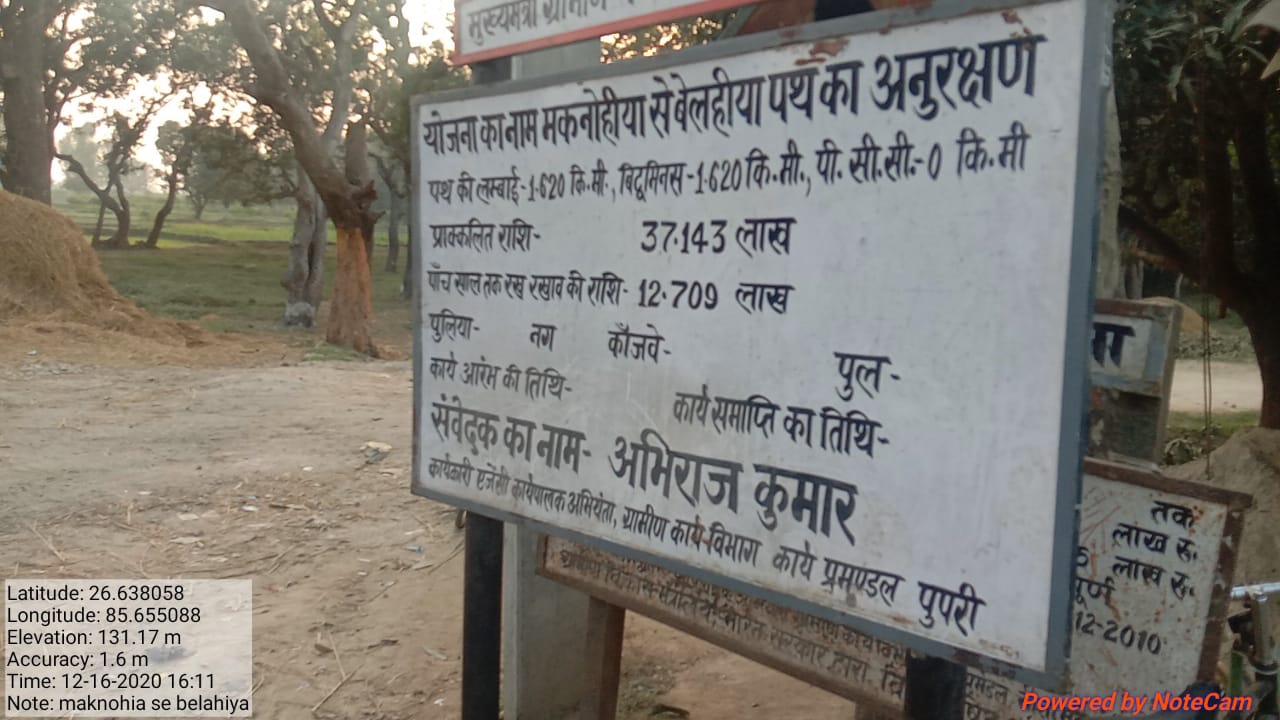 मुख्यमंत्री ग्रामीण
योजना का नाम मकनोहीया से बेलहीया पथ का अनुरक्षण
पथ की लम्बाई-1.620 कि.मी., बिटुमिनस-1.620 कि.मी., पी. सी.सी.-0 कि.मी
प्राक्कलित राशि- 37.143 लाख
पाँच साल तक रख रखाव की राशि- 12.709 लाख
पुलिया- नग कॉजवे- पुल-
कार्य आरंभ की तिथि- कार्य समाप्ति का तिथि-
संवेदक का नाम- अभिराज कुमार
कार्यकारी एजेंसी कार्यपालक अभियंता, ग्रामीण कार्य विभाग कार्य प्रमण्डल पुपरी
तक
लाख रु.
लाख रु.
12-2010
भारत सरकार द्वारा
Latitude: 26.638058
Longitude: 85.655088
Elevation: 131.17 m
Accuracy: 1.6 m
Time: 12-16-2020 16:11
Note: maknohia se belahiya
Powered by NoteCam